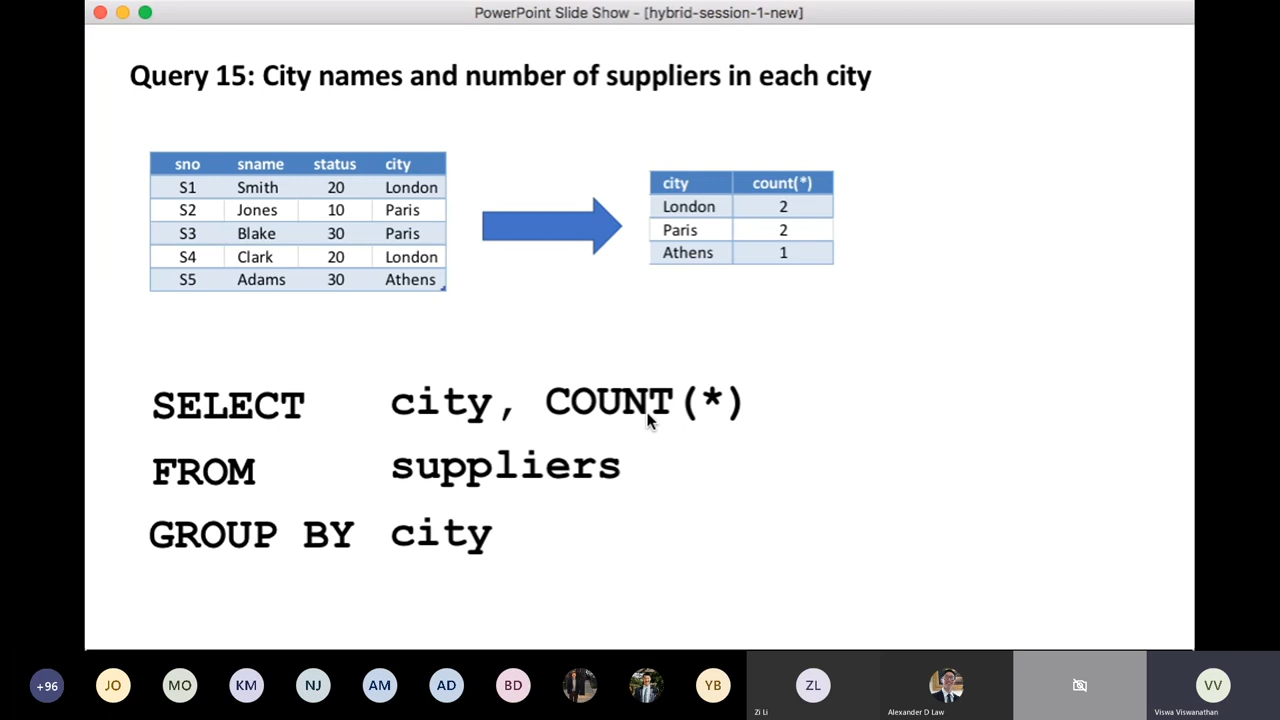 PowerPoint Slide Show - [hybrid-session-1-new]
Query 15: City names and number of suppliers in each city
sno sname status city
S1 Smith 20 London
S2 Jones 10 Paris
S3 Blake 30 Paris
S4 Clark 20 London
S5 Adams 30 Athens
city count(*)
London 2
Paris 2
Athens 1
SELECT city, COUNT(*)
FROM suppliers
GROUP BY city
+96 JO MO KM NJ AM AD BD YB ZL VV
Zi Li Alexander D Law Viswa Viswanathan